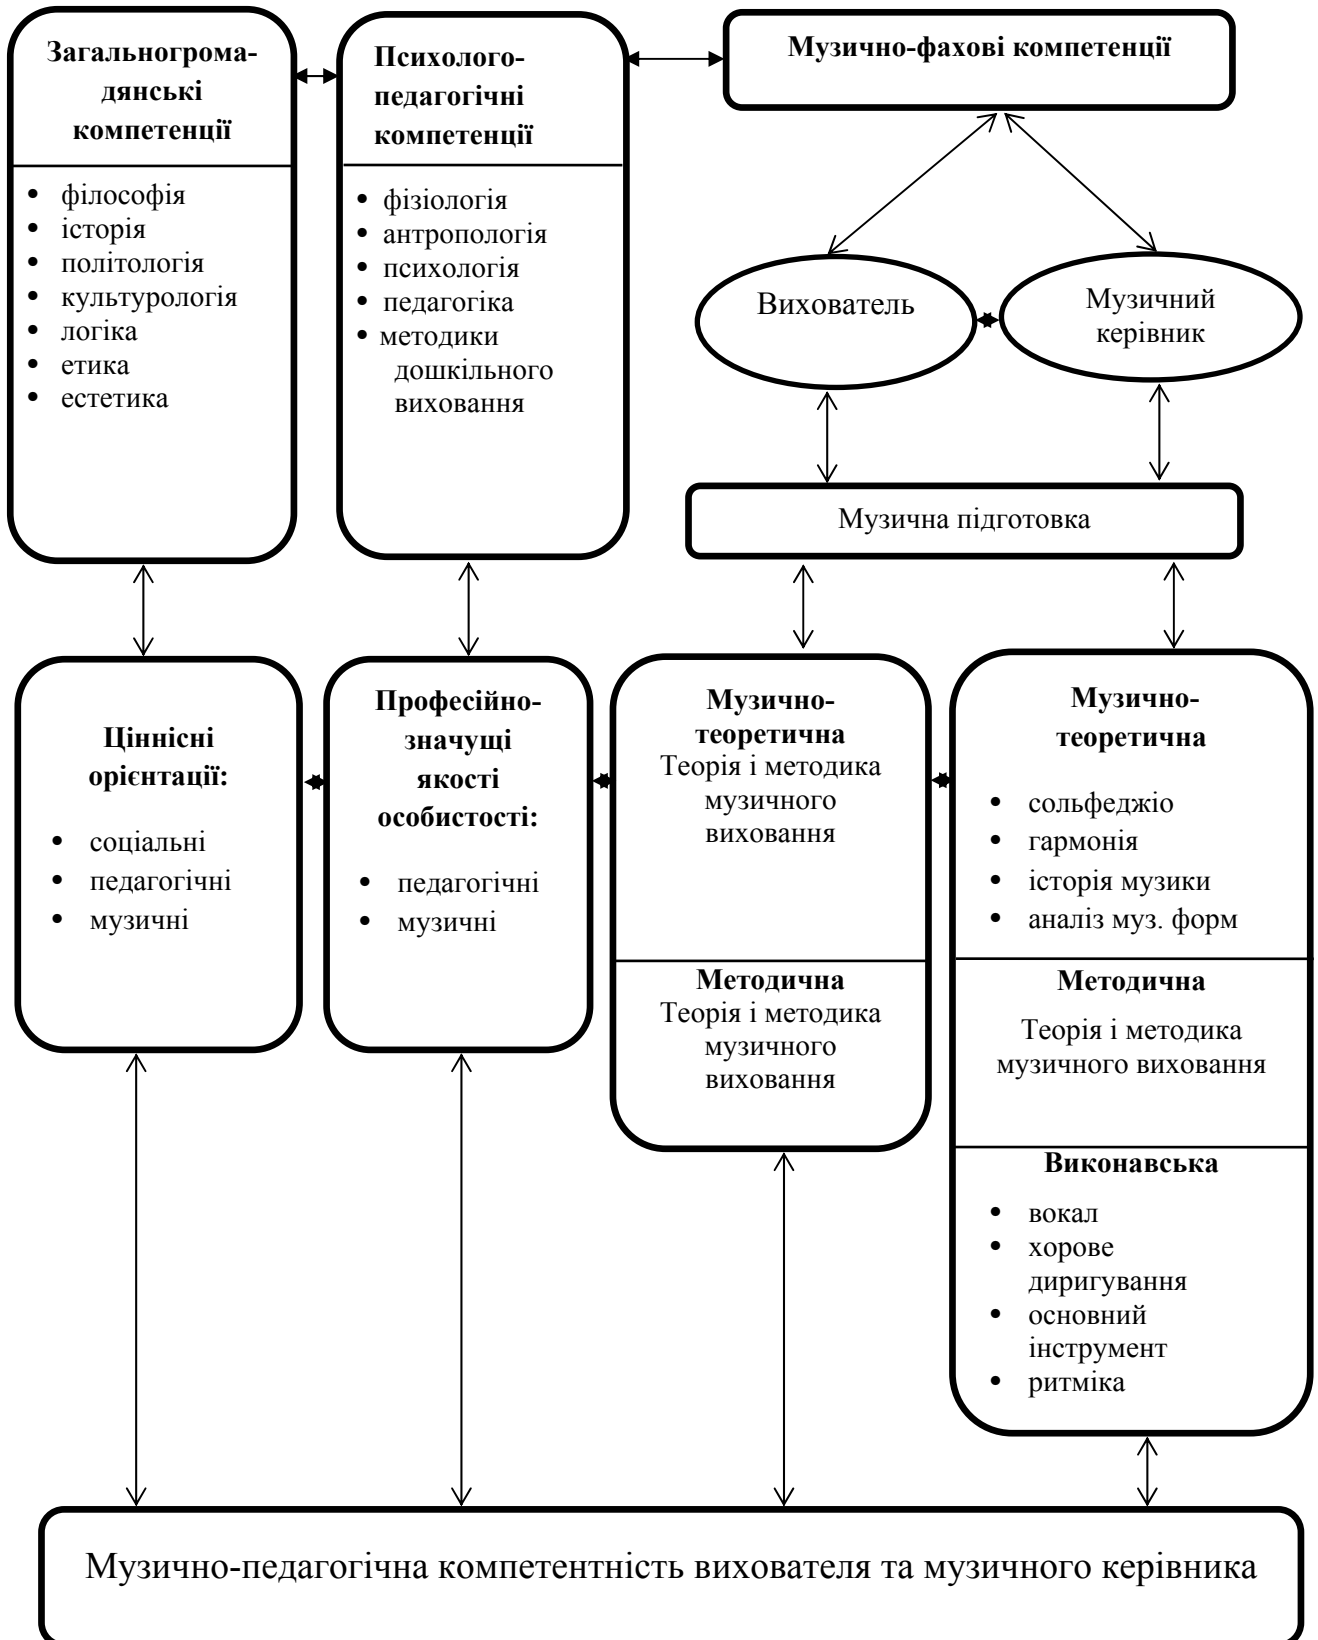 Загальногрома-
дянські
компетенції
• філософія
• історія
• політологія
• культурологія
• логіка
• етика
• естетика
Психолого-
педагогічні
компетенції
• фізіологія
• антропологія
• психологія
• педагогіка
• методики
дошкільного
виховання
Музично-фахові компетенції
Вихователь
Музичний
керівник
Музична підготовка
Ціннісні
орієнтації:
• соціальні
• педагогічні
• музичні
Професійно-
значущі
якості
особистості:
• педагогічні
• музичні
Музично-
теоретична
Теорія і методика
музичного
виховання
Методична
Теорія і методика
музичного
виховання
Музично-
теоретична
• сольфеджіо
• гармонія
• історія музики
• аналіз муз. форм
Методична
Теорія і методика
музичного виховання
Виконавська
• вокал
• хорове
диригування
• основний
інструмент
• ритміка
Музично-педагогічна компетентність вихователя та музичного керівника